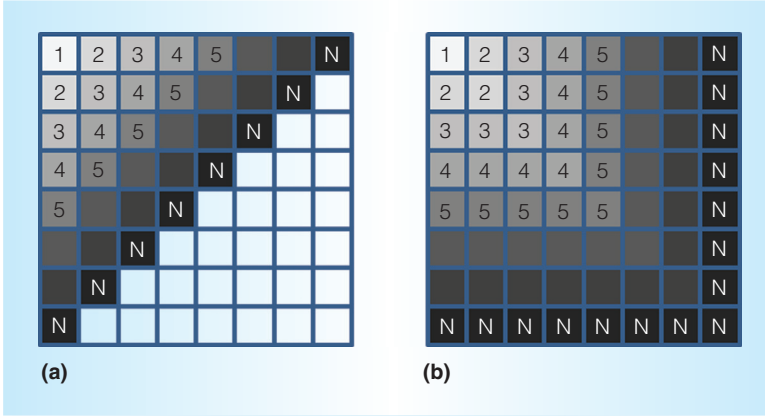 1 2 3 4 5 N 1 2 3 4 5 N
2 3 4 5 N 2 2 3 4 5 N
3 4 5 N 3 3 3 4 5 N
4 5 N 4 4 4 4 5 N
5 N 5 5 5 5 5 N
N N
N N
N N N N N N N N N
(a) (b)